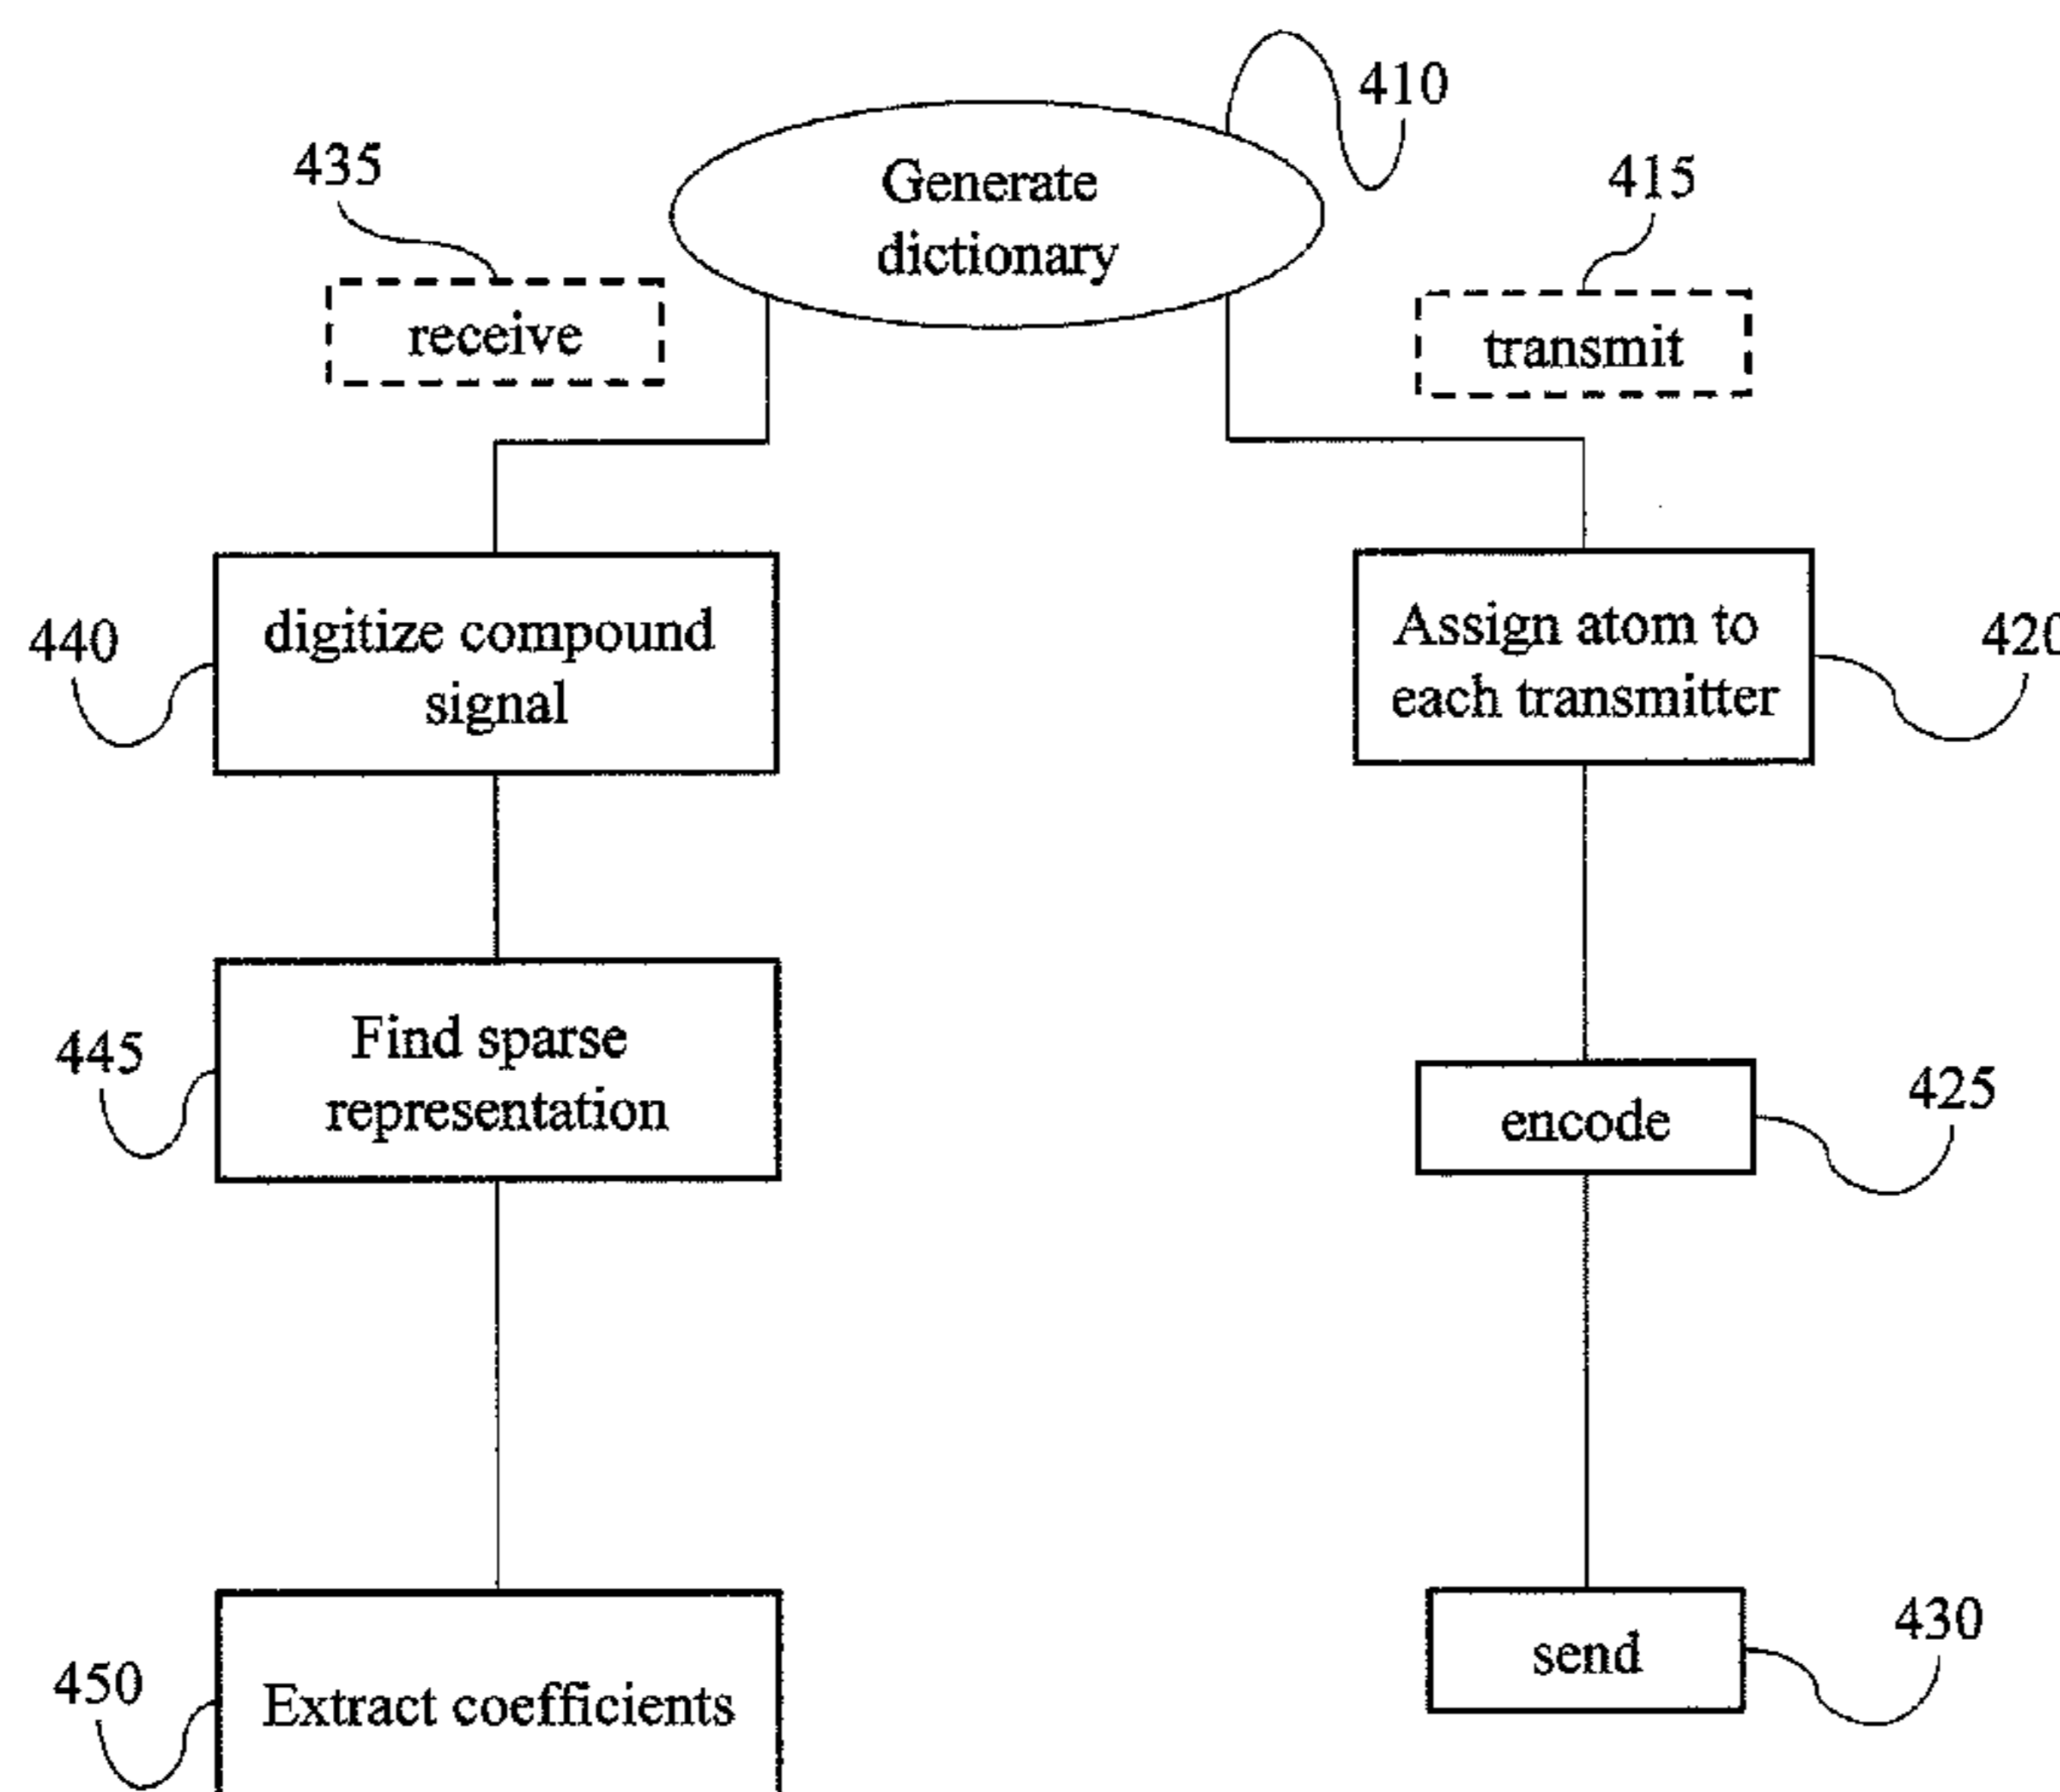 410
Generate
dictionary
435
receive
415
transmit
440
digitize compound
signal
Assign atom to
each transmitter
420
445
Find sparse
representation
encode
425
450
Extract coefficients
send
430